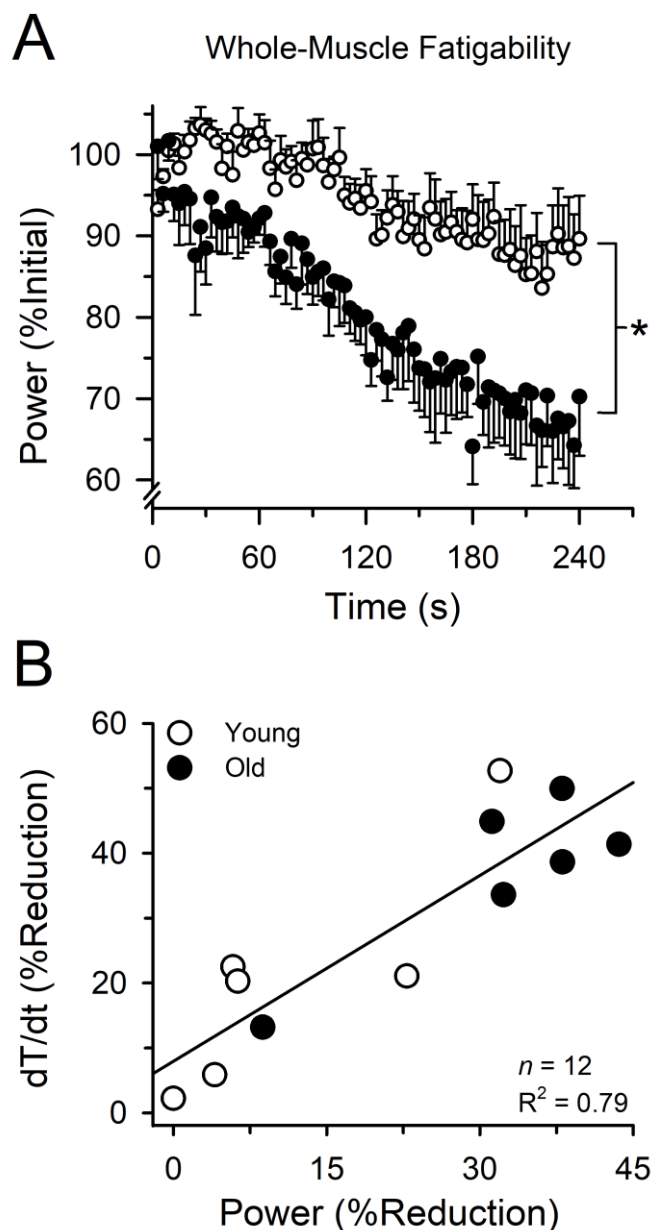 A
Whole-Muscle Fatigability
100
90
80
70
60
Power (%Initial)
*
0 60 120 180 240
Time (s)
B
60
40
20
0
dT/dt (%Reduction)
Young
Old
n = 12
R² = 0.79
0 15 30 45
Power (%Reduction)